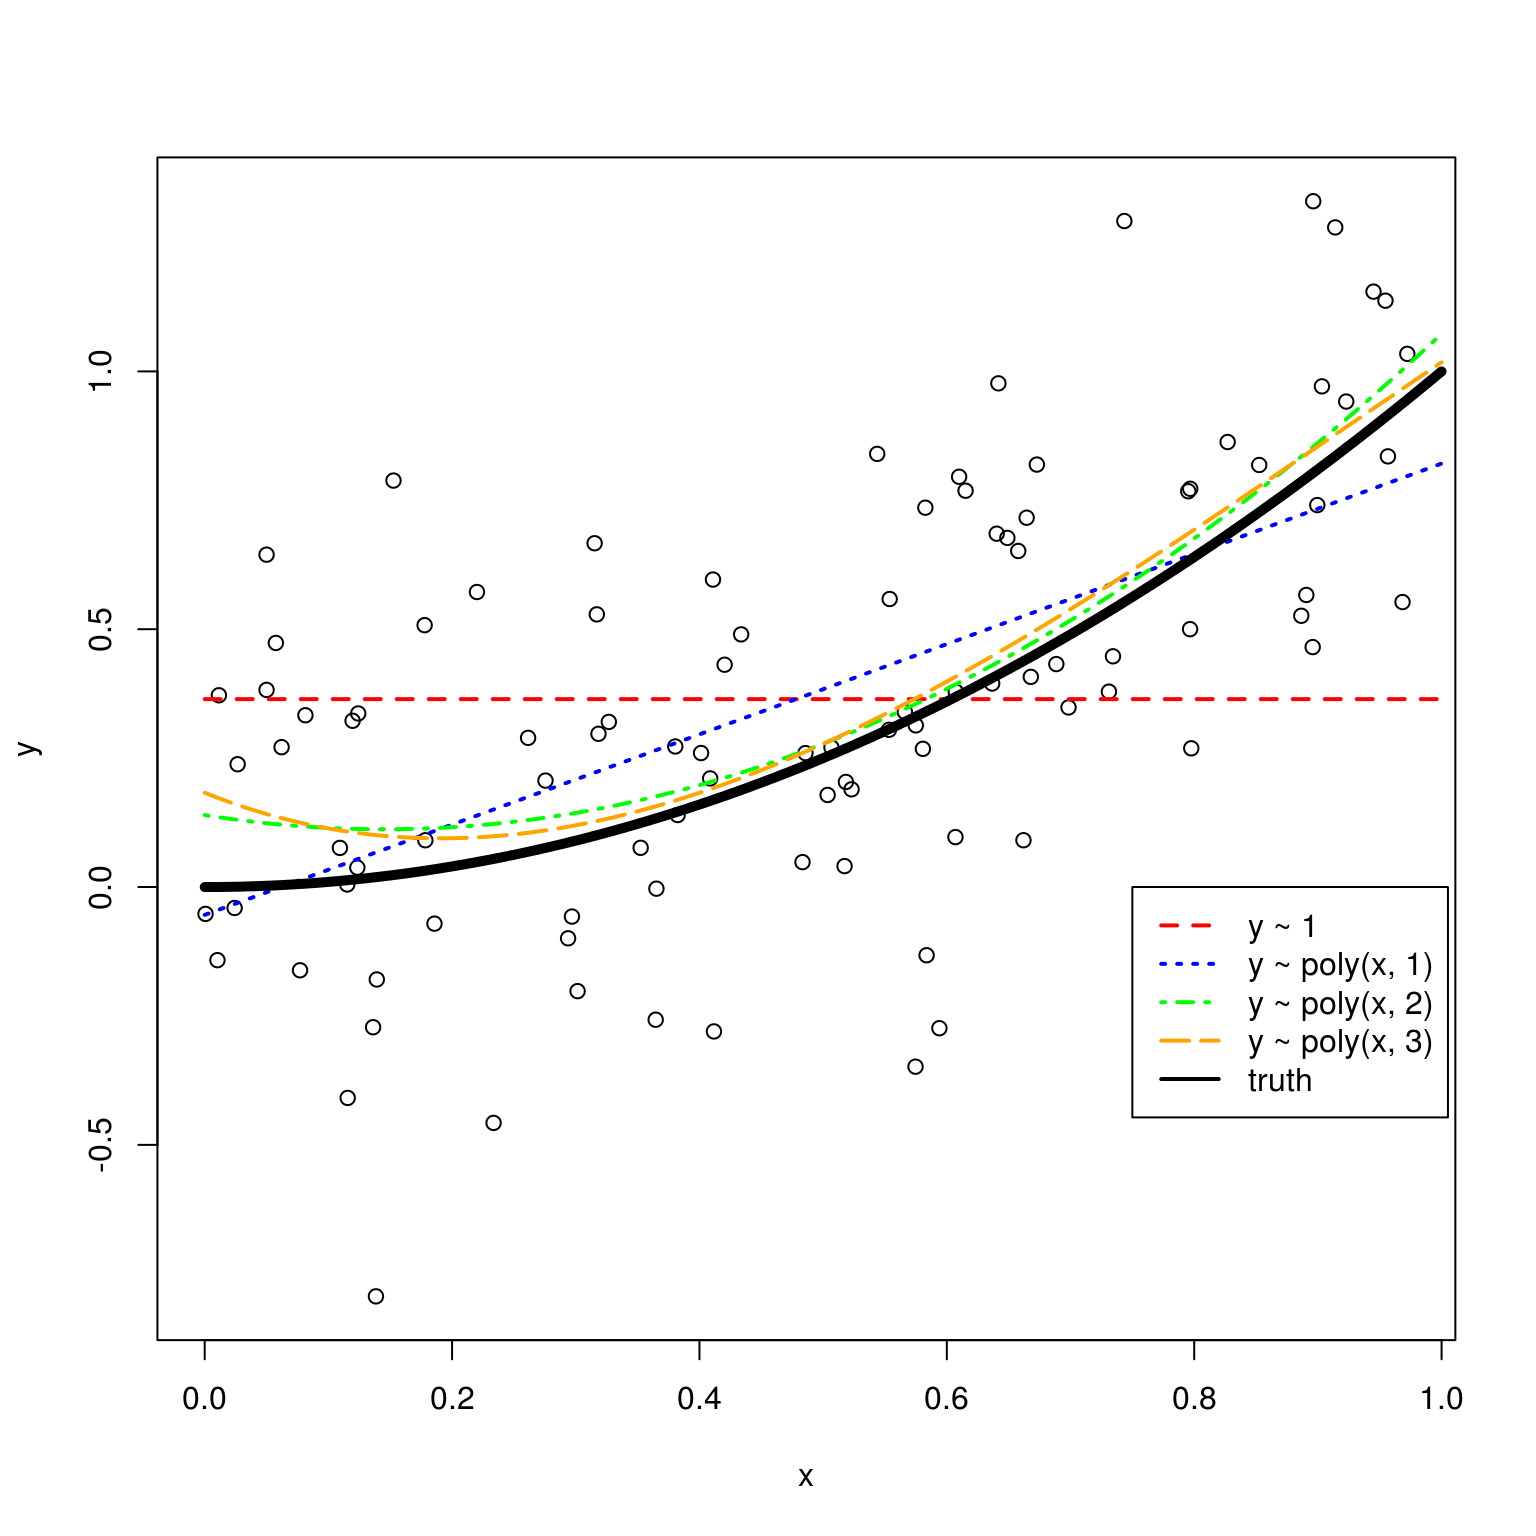 y
1.0
0.5
0.0
-0.5
y ~ 1
y ~ poly(x, 1)
y ~ poly(x, 2)
y ~ poly(x, 3)
truth
0.0 0.2 0.4 0.6 0.8 1.0
x